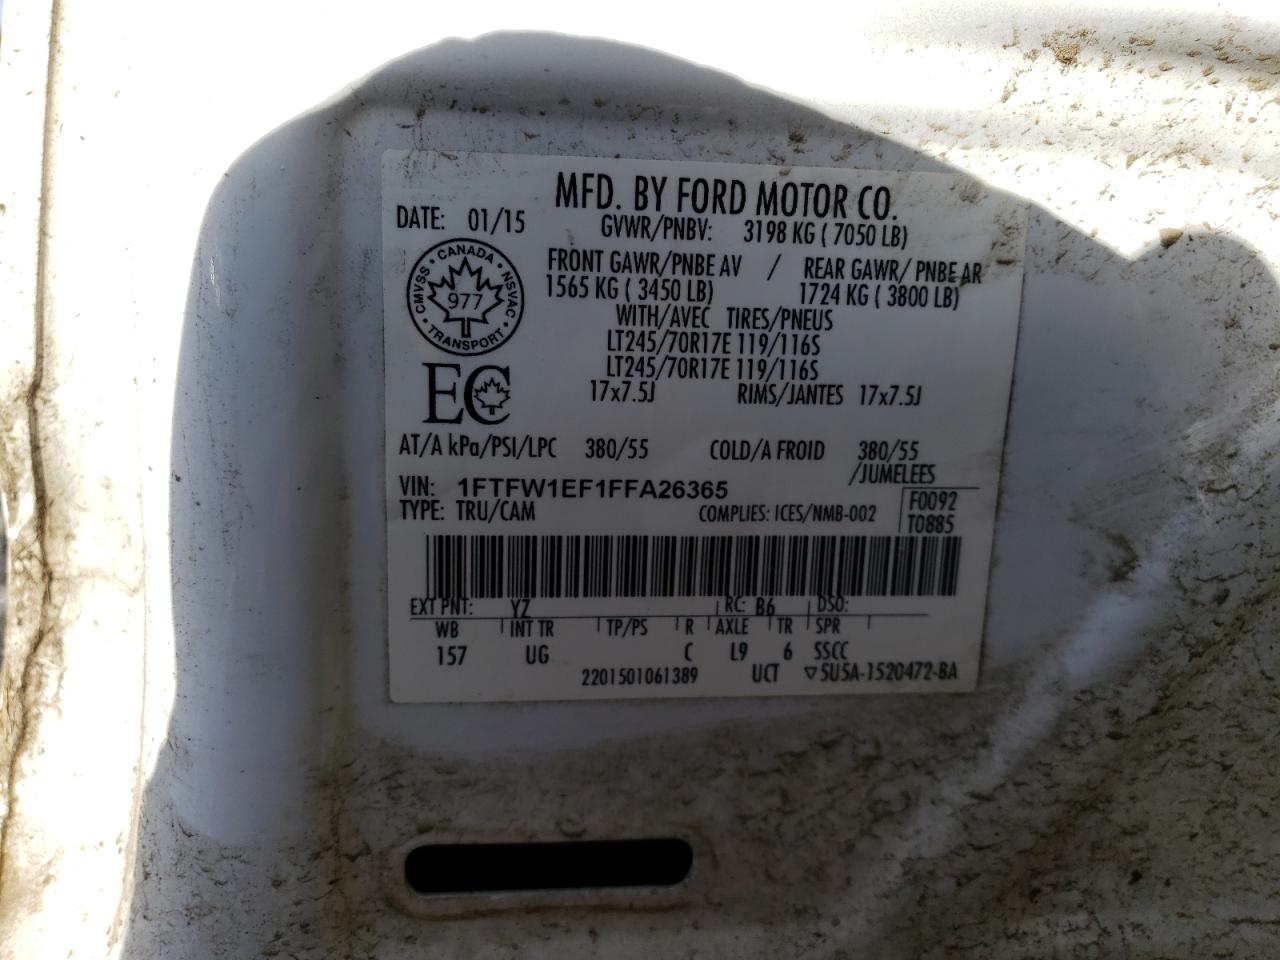 MFD. BY FORD MOTOR CO.
DATE: 01/15 GVWR/PNBV: 3198 KG ( 7050 LB)
CMVSS · CANADA · NSVAC · TRANSPORT ·
977
FRONT GAWR/PNBE AV / REAR GAWR/ PNBE AR
1565 KG ( 3450 LB) 1724 KG ( 3800 LB)
WITH/AVEC TIRES/PNEUS
LT245/70R17E 119/116S
LT245/70R17E 119/116S
EC
17x7.5J RIMS/JANTES 17x7.5J
AT/A kPa/PSI/LPC 380/55 COLD/A FROID 380/55
/JUMELEES
VIN: 1FTFW1EF1FFA26365
F0092
TYPE: TRU/CAM COMPLIES: ICES/NMB-002
T0885
EXT PNT: YZ RC: B6 DSO:
WB INT TR TP/PS R AXLE TR SPR
157 UG C L9 6 SSCC
2201501061389 UCT ▽5U5A-1520472-BA